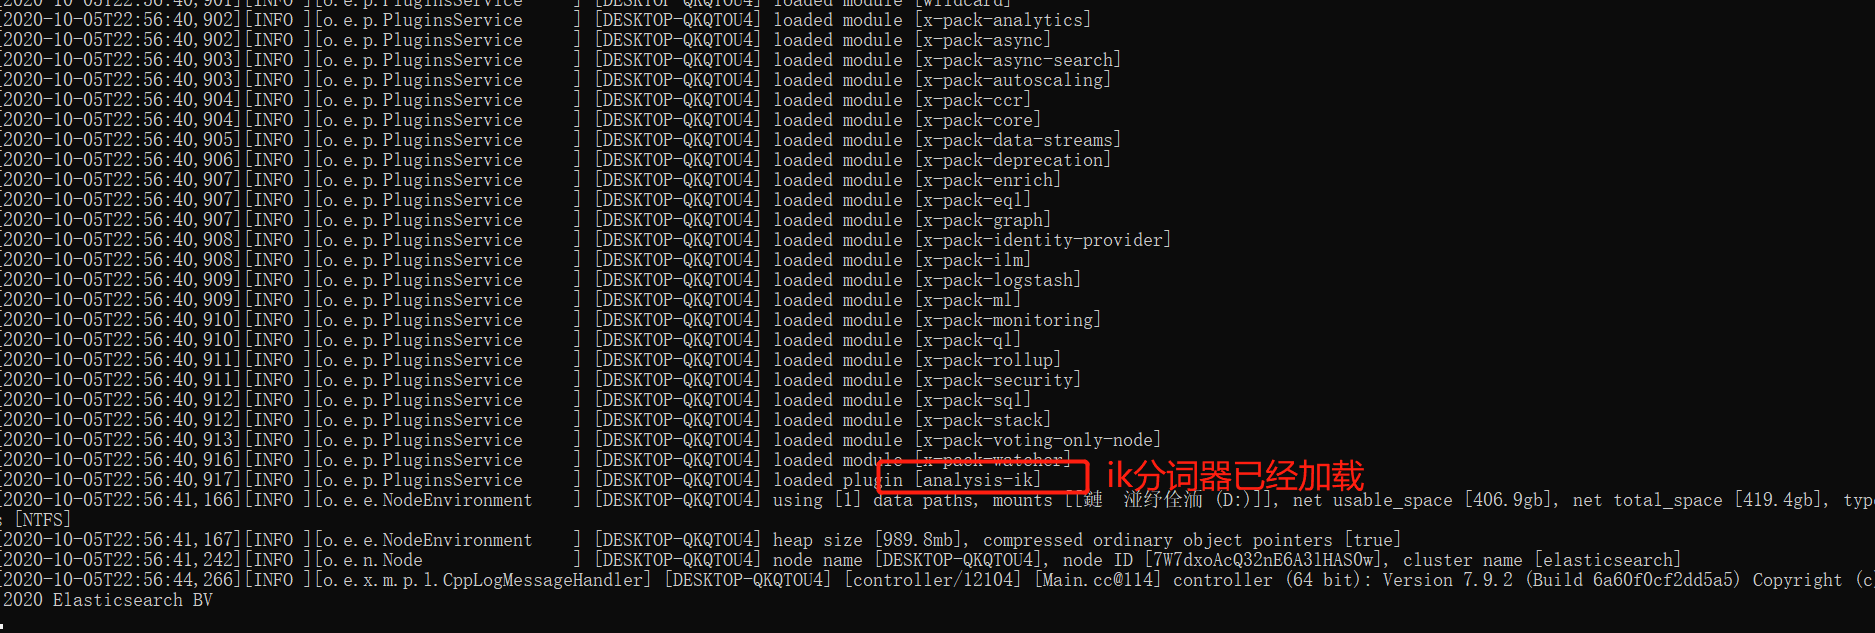 [2020-10-05T22:56:40,901][INFO ][o.e.p.PluginsService     ] [DESKTOP-QKQTOU4] loaded module [wildcard]
[2020-10-05T22:56:40,902][INFO ][o.e.p.PluginsService     ] [DESKTOP-QKQTOU4] loaded module [x-pack-analytics]
[2020-10-05T22:56:40,902][INFO ][o.e.p.PluginsService     ] [DESKTOP-QKQTOU4] loaded module [x-pack-async]
[2020-10-05T22:56:40,903][INFO ][o.e.p.PluginsService     ] [DESKTOP-QKQTOU4] loaded module [x-pack-async-search]
[2020-10-05T22:56:40,903][INFO ][o.e.p.PluginsService     ] [DESKTOP-QKQTOU4] loaded module [x-pack-autoscaling]
[2020-10-05T22:56:40,904][INFO ][o.e.p.PluginsService     ] [DESKTOP-QKQTOU4] loaded module [x-pack-ccr]
[2020-10-05T22:56:40,904][INFO ][o.e.p.PluginsService     ] [DESKTOP-QKQTOU4] loaded module [x-pack-core]
[2020-10-05T22:56:40,905][INFO ][o.e.p.PluginsService     ] [DESKTOP-QKQTOU4] loaded module [x-pack-data-streams]
[2020-10-05T22:56:40,906][INFO ][o.e.p.PluginsService     ] [DESKTOP-QKQTOU4] loaded module [x-pack-deprecation]
[2020-10-05T22:56:40,907][INFO ][o.e.p.PluginsService     ] [DESKTOP-QKQTOU4] loaded module [x-pack-enrich]
[2020-10-05T22:56:40,907][INFO ][o.e.p.PluginsService     ] [DESKTOP-QKQTOU4] loaded module [x-pack-eql]
[2020-10-05T22:56:40,907][INFO ][o.e.p.PluginsService     ] [DESKTOP-QKQTOU4] loaded module [x-pack-graph]
[2020-10-05T22:56:40,908][INFO ][o.e.p.PluginsService     ] [DESKTOP-QKQTOU4] loaded module [x-pack-identity-provider]
[2020-10-05T22:56:40,908][INFO ][o.e.p.PluginsService     ] [DESKTOP-QKQTOU4] loaded module [x-pack-ilm]
[2020-10-05T22:56:40,909][INFO ][o.e.p.PluginsService     ] [DESKTOP-QKQTOU4] loaded module [x-pack-logstash]
[2020-10-05T22:56:40,909][INFO ][o.e.p.PluginsService     ] [DESKTOP-QKQTOU4] loaded module [x-pack-ml]
[2020-10-05T22:56:40,910][INFO ][o.e.p.PluginsService     ] [DESKTOP-QKQTOU4] loaded module [x-pack-monitoring]
[2020-10-05T22:56:40,910][INFO ][o.e.p.PluginsService     ] [DESKTOP-QKQTOU4] loaded module [x-pack-ql]
[2020-10-05T22:56:40,911][INFO ][o.e.p.PluginsService     ] [DESKTOP-QKQTOU4] loaded module [x-pack-rollup]
[2020-10-05T22:56:40,911][INFO ][o.e.p.PluginsService     ] [DESKTOP-QKQTOU4] loaded module [x-pack-security]
[2020-10-05T22:56:40,912][INFO ][o.e.p.PluginsService     ] [DESKTOP-QKQTOU4] loaded module [x-pack-sql]
[2020-10-05T22:56:40,912][INFO ][o.e.p.PluginsService     ] [DESKTOP-QKQTOU4] loaded module [x-pack-stack]
[2020-10-05T22:56:40,913][INFO ][o.e.p.PluginsService     ] [DESKTOP-QKQTOU4] loaded module [x-pack-voting-only-node]
[2020-10-05T22:56:40,916][INFO ][o.e.p.PluginsService     ] [DESKTOP-QKQTOU4] loaded module [x-pack-watcher]
[2020-10-05T22:56:40,917][INFO ][o.e.p.PluginsService     ] [DESKTOP-QKQTOU4] loaded plugin [analysis-ik]
ik分词器已经加载
[2020-10-05T22:56:41,166][INFO ][o.e.e.NodeEnvironment    ] [DESKTOP-QKQTOU4] using [1] data paths, mounts [[(D:)]], net usable_space [406.9gb], net total_space [419.4gb], type
s [NTFS]
[2020-10-05T22:56:41,167][INFO ][o.e.e.NodeEnvironment    ] [DESKTOP-QKQTOU4] heap size [989.8mb], compressed ordinary object pointers [true]
[2020-10-05T22:56:41,242][INFO ][o.e.n.Node               ] [DESKTOP-QKQTOU4] node name [DESKTOP-QKQTOU4], node ID [7W7dxoAcQ32nE6A3lHAS0w], cluster name [elasticsearch]
[2020-10-05T22:56:44,266][INFO ][o.e.x.m.p.l.CppLogMessageHandler] [DESKTOP-QKQTOU4] [controller/12104] [Main.cc@114] controller (64 bit): Version 7.9.2 (Build 6a60f0cf2dd5a5) Copyright (c)
2020 Elasticsearch BV